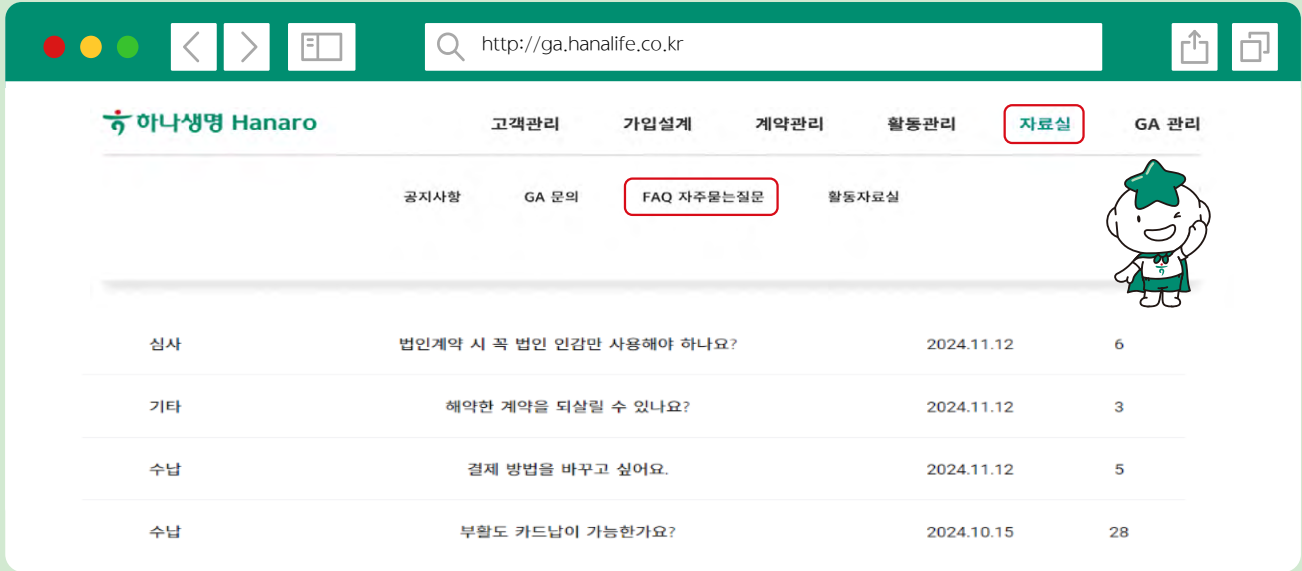 http://ga.hanalife.co.kr
하나생명 Hanaro 고객관리 가입설계 계약관리 활동관리 자료실 GA 관리
공지사항 GA 문의 FAQ 자주묻는질문 활동자료실
심사 법인계약 시 꼭 법인 인감만 사용해야 하나요? 2024.11.12 6
기타 해약한 계약을 되살릴 수 있나요? 2024.11.12 3
수납 결제 방법을 바꾸고 싶어요. 2024.11.12 5
수납 부활도 카드납이 가능한가요? 2024.10.15 28